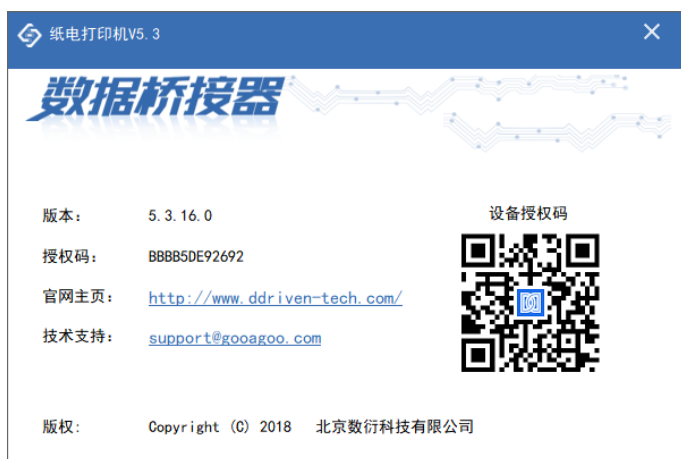 纸电打印机V5.3
数据桥接器
版本： 5.3.16.0
设备授权码
授权码： BBBB5DE92692
官网主页： http://www.ddriven-tech.com/
技术支持： support@gooagoo.com
版权： Copyright (C) 2018 北京数衍科技有限公司